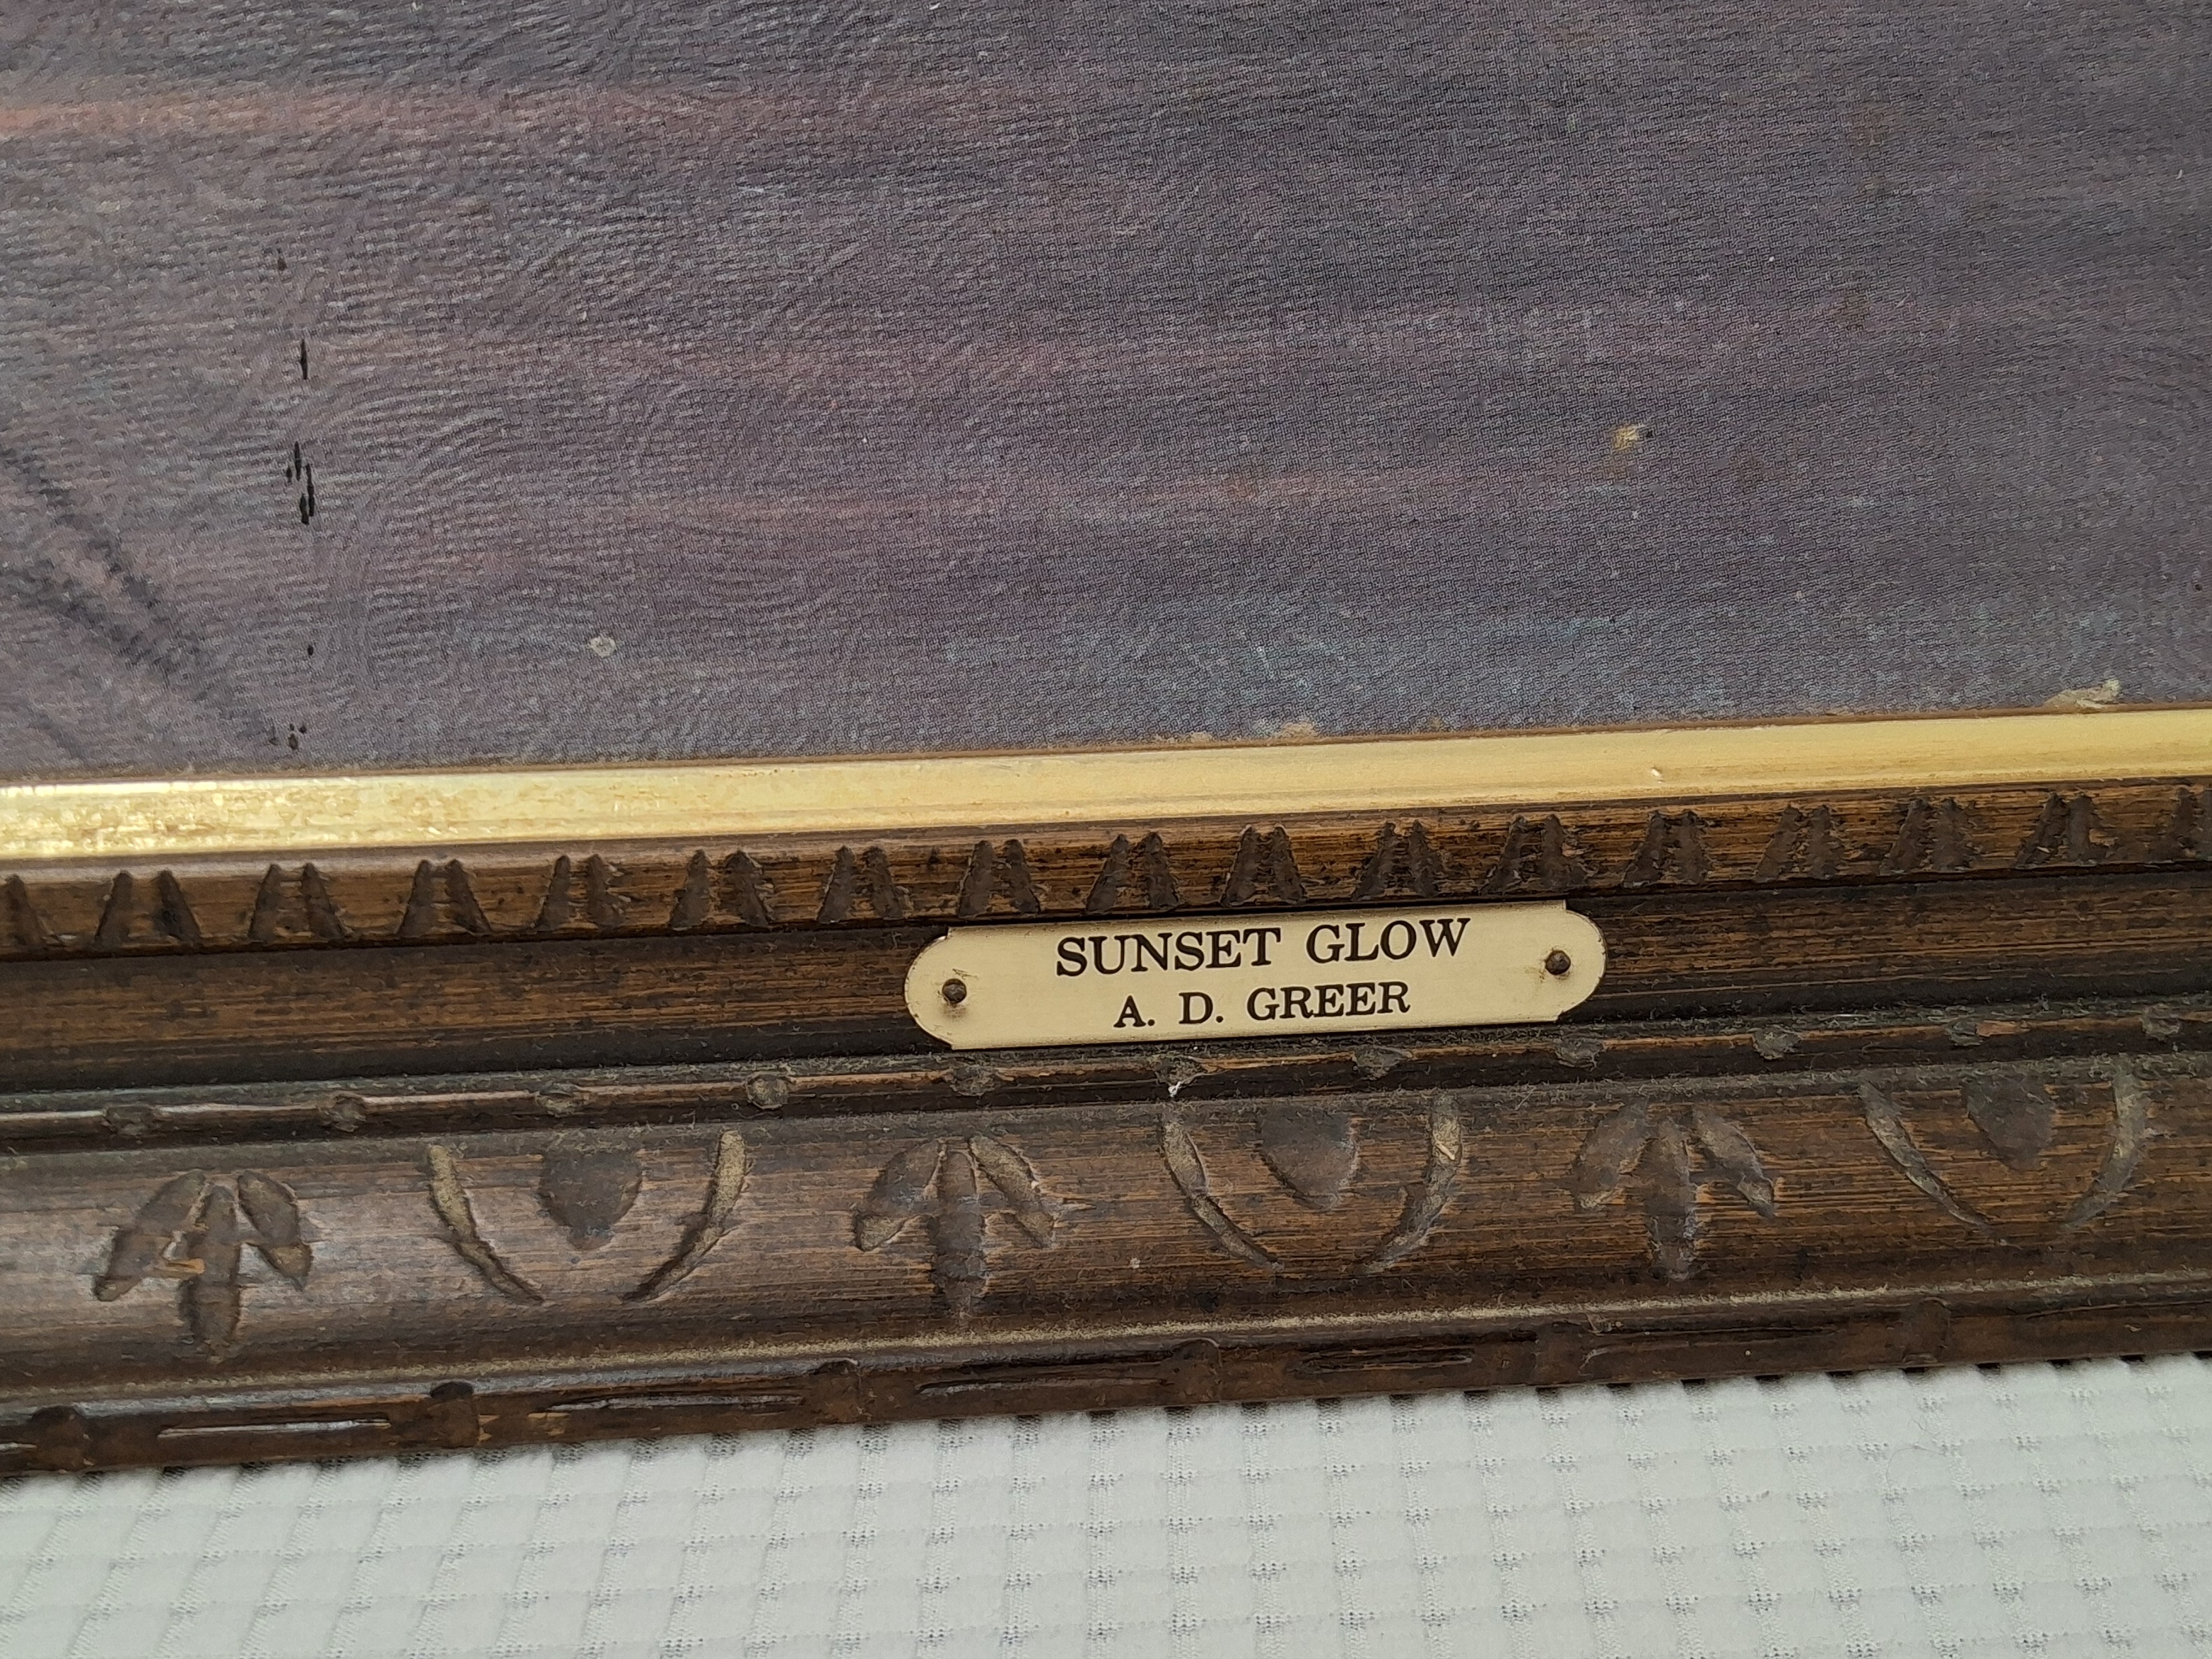 SUNSET GLOW
A. D. GREER